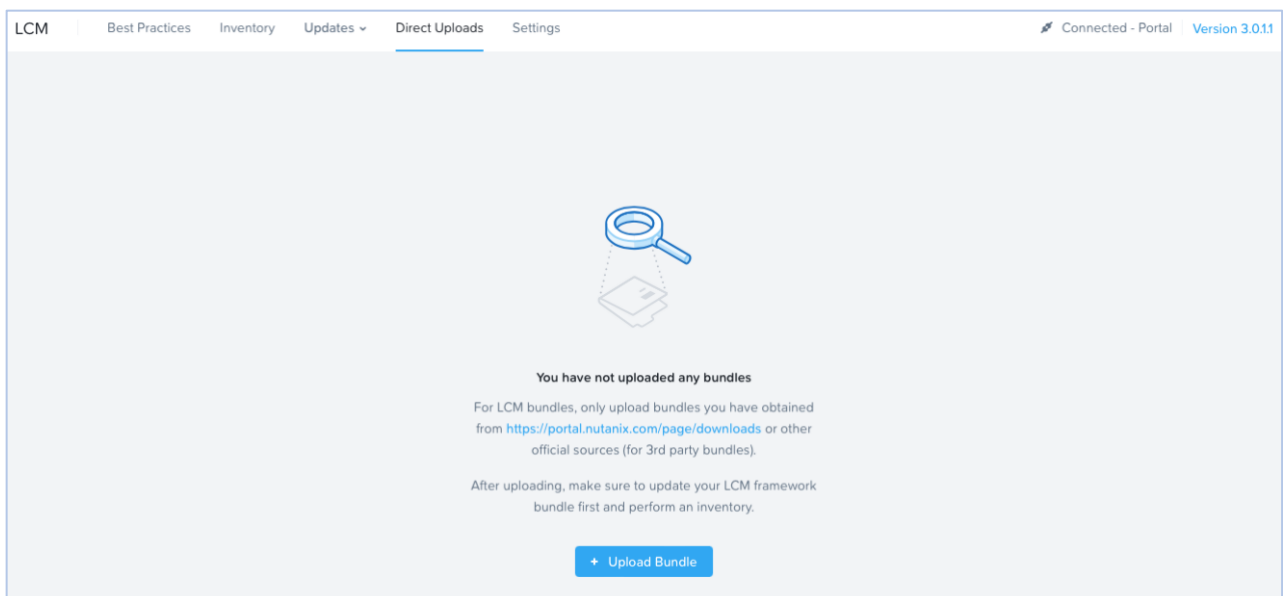 LCM Best Practices Inventory Updates Direct Uploads Settings Connected - Portal Version 3.0.1.1
You have not uploaded any bundles
For LCM bundles, only upload bundles you have obtained
from https://portal.nutanix.com/page/downloads or other
official sources (for 3rd party bundles).
After uploading, make sure to update your LCM framework
bundle first and perform an inventory.
+ Upload Bundle